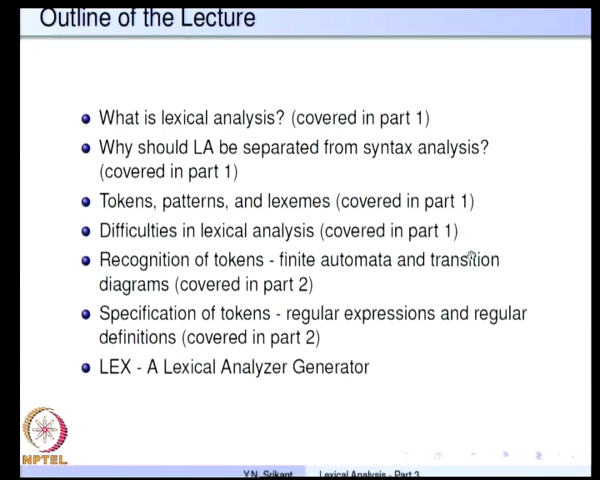 Outline of the Lecture
What is lexical analysis? (covered in part 1)
Why should LA be separated from syntax analysis?
(covered in part 1)
Tokens, patterns, and lexemes (covered in part 1)
Difficulties in lexical analysis (covered in part 1)
Recognition of tokens - finite automata and transition
diagrams (covered in part 2)
Specification of tokens - regular expressions and regular
definitions (covered in part 2)
LEX - A Lexical Analyzer Generator
NPTEL
Y.N. Srikant Lexical Analysis - Part 3